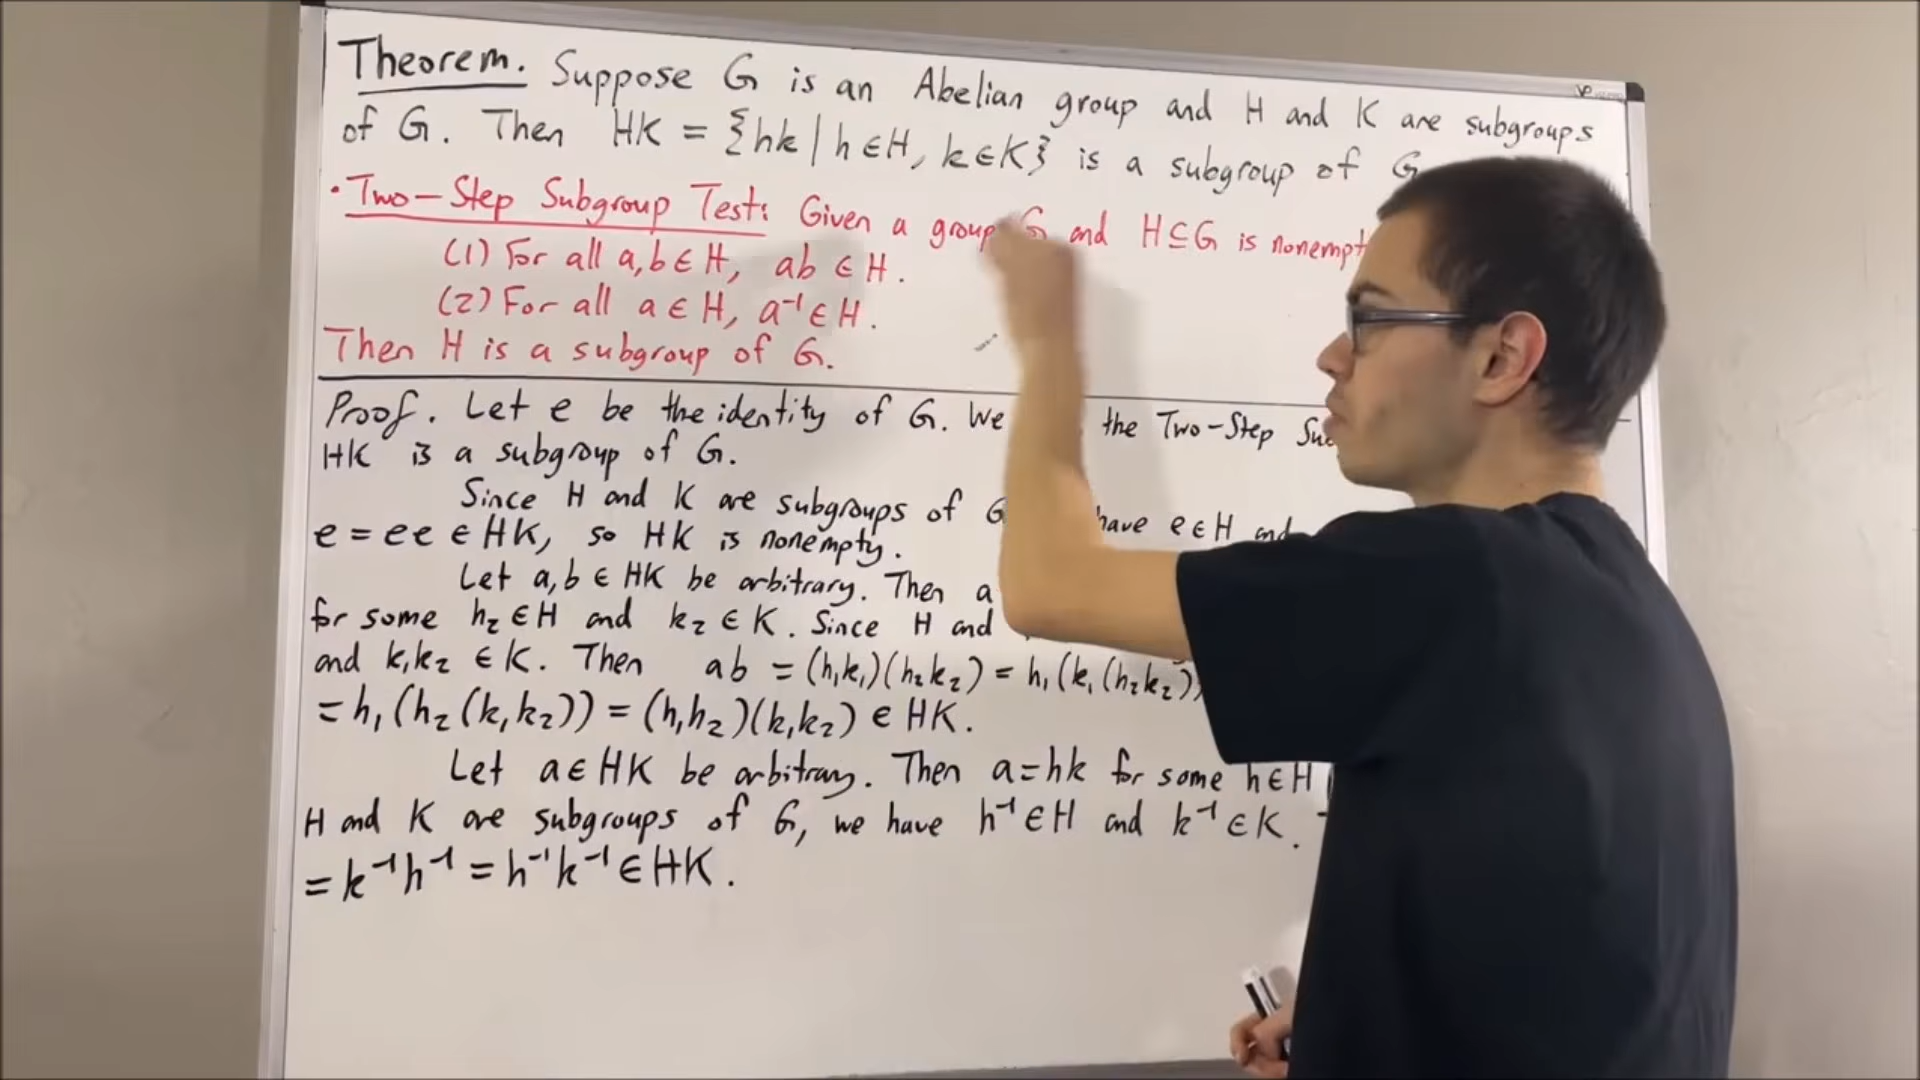 Theorem. Suppose G is an Abelian group and H and K are subgroups
of G. Then HK = {hk | h∈H, k∈K} is a subgroup of G
• Two-Step Subgroup Test: Given a group G and H⊆G is nonempt
(1) For all a,b∈H, ab∈H.
(2) For all a∈H, a⁻¹∈H.
Then H is a subgroup of G.
Proof. Let e be the identity of G. We the Two-Step
HK is a subgroup of G.
Since H and K are subgroups of G have e∈H and
e = ee ∈ HK, so HK is nonempty.
Let a,b ∈ HK be arbitrary. Then a
for some h₂∈H and k₂∈K. Since H and
and k₁k₂ ∈K. Then ab = (h₁k₁)(h₂k₂) = h₁(k₁(h₂k₂))
= h₁(h₂(k₁k₂)) = (h₁h₂)(k₁k₂) ∈ HK.
Let a∈HK be arbitrary. Then a=hk for some h∈H
H and K are subgroups of G, we have h⁻¹∈H and k⁻¹∈K.
= k⁻¹h⁻¹ = h⁻¹k⁻¹ ∈ HK.